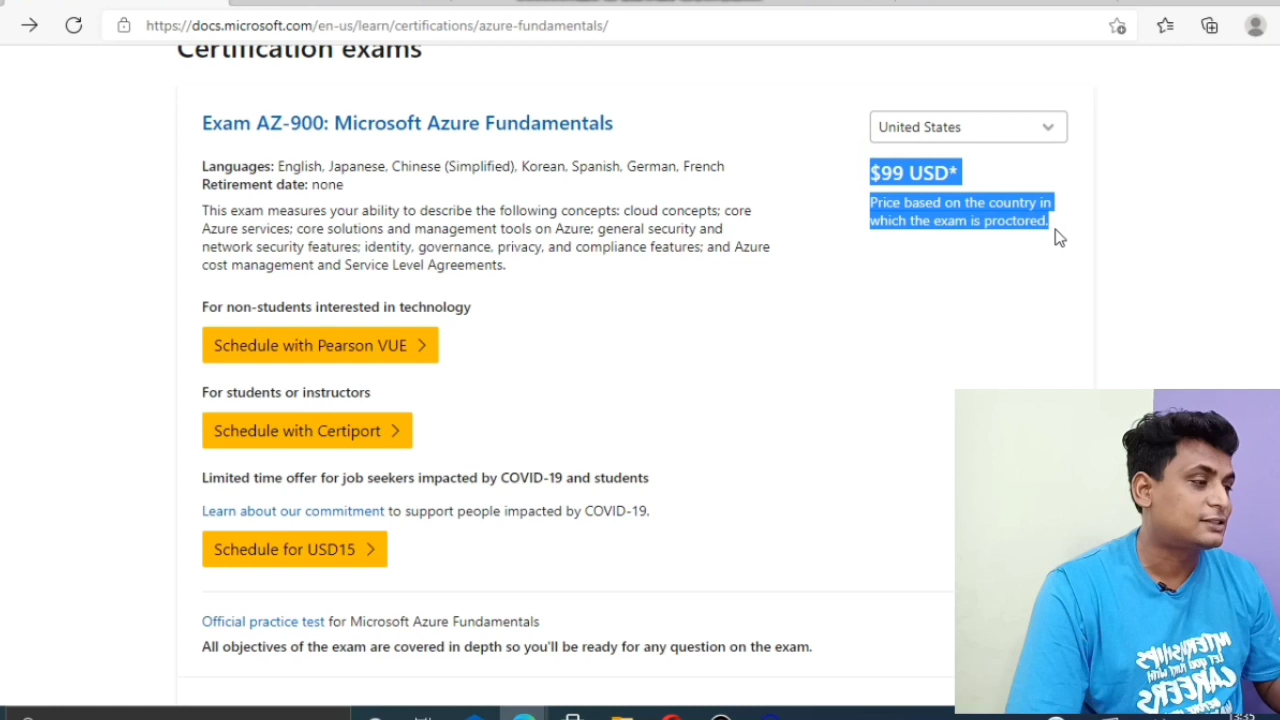 https://docs.microsoft.com/en-us/learn/certifications/azure-fundamentals/
Certification exams
Exam AZ-900: Microsoft Azure Fundamentals
United States
Languages: English, Japanese, Chinese (Simplified), Korean, Spanish, German, French
Retirement date: none
$99 USD*
Price based on the country in
which the exam is proctored.
This exam measures your ability to describe the following concepts: cloud concepts; core
Azure services; core solutions and management tools on Azure; general security and
network security features; identity, governance, privacy, and compliance features; and Azure
cost management and Service Level Agreements.
For non-students interested in technology
Schedule with Pearson VUE
For students or instructors
Schedule with Certiport
Limited time offer for job seekers impacted by COVID-19 and students
Learn about our commitment to support people impacted by COVID-19.
Schedule for USD15
Official practice test for Microsoft Azure Fundamentals
All objectives of the exam are covered in depth so you'll be ready for any question on the exam.
INTERNSHIPS
LET YOU FLIRT WITH
CAREERS